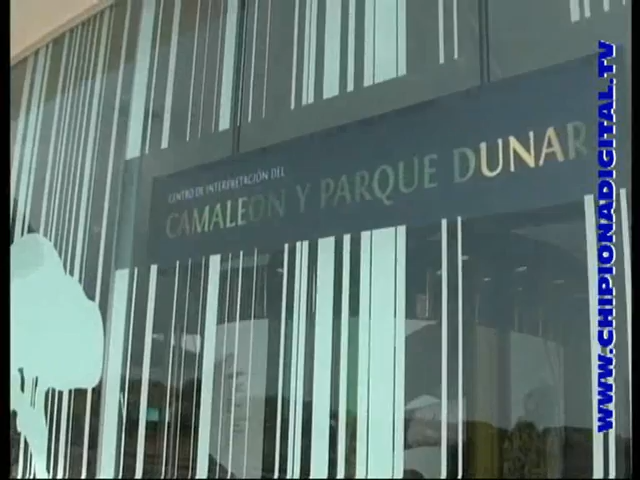 CENTRO DE INTERPRETACIÓN DEL
CAMALEON Y PARQUE DUNAR
www.CHIPIONADIGITAL.TV